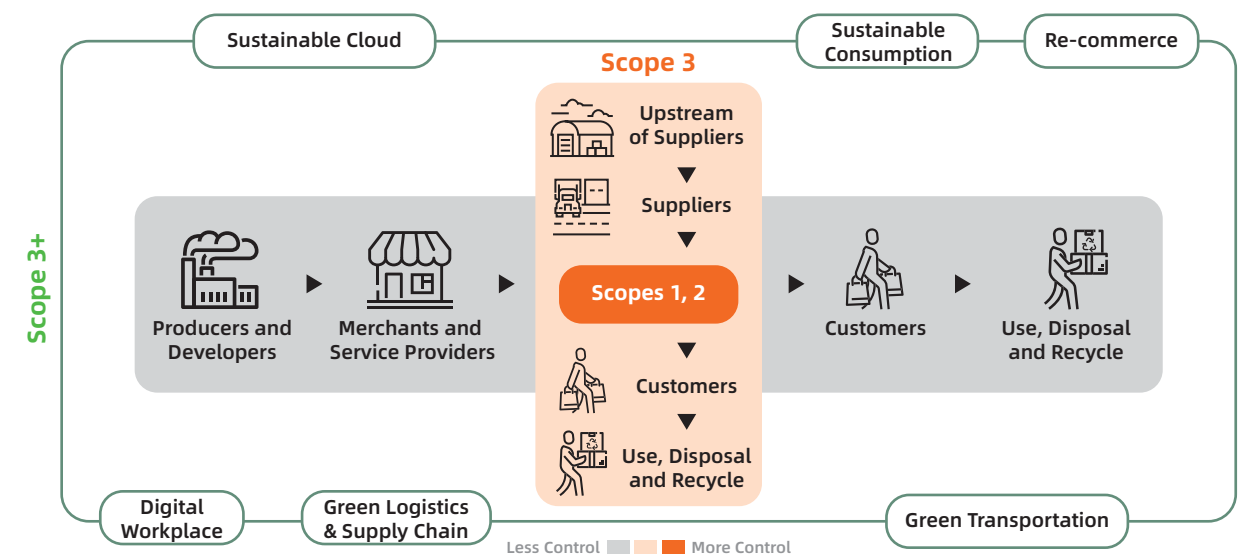 Sustainable Cloud
Sustainable
Consumption
Re-commerce
Scope 3
Upstream
of Suppliers
Suppliers
Scope 3+
Producers and
Developers
Merchants and
Service Providers
Scopes 1, 2
Customers
Use, Disposal
and Recycle
Customers
Use, Disposal
and Recycle
Digital
Workplace
Green Logistics
& Supply Chain
Green Transportation
Less Control
More Control